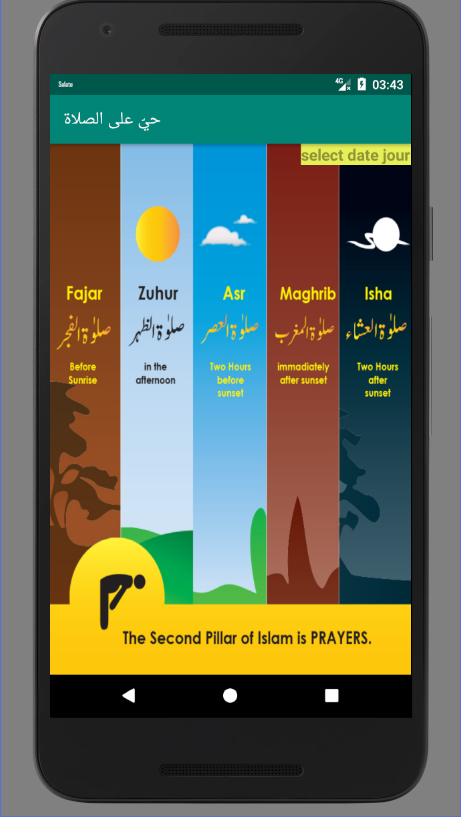 Salate
4G 03:43
حيّ على الصلاة
select date jour
Fajar
صلوٰة الفجر
Before
Sunrise
Zuhur
صلوٰة الظہر
in the
afternoon
Asr
صلوٰة العصر
Two Hours
before
sunset
Maghrib
صلوٰة المغرب
immadiately
after sunset
Isha
صلوٰة العشاء
Two Hours
after
sunset
The Second Pillar of Islam is PRAYERS.